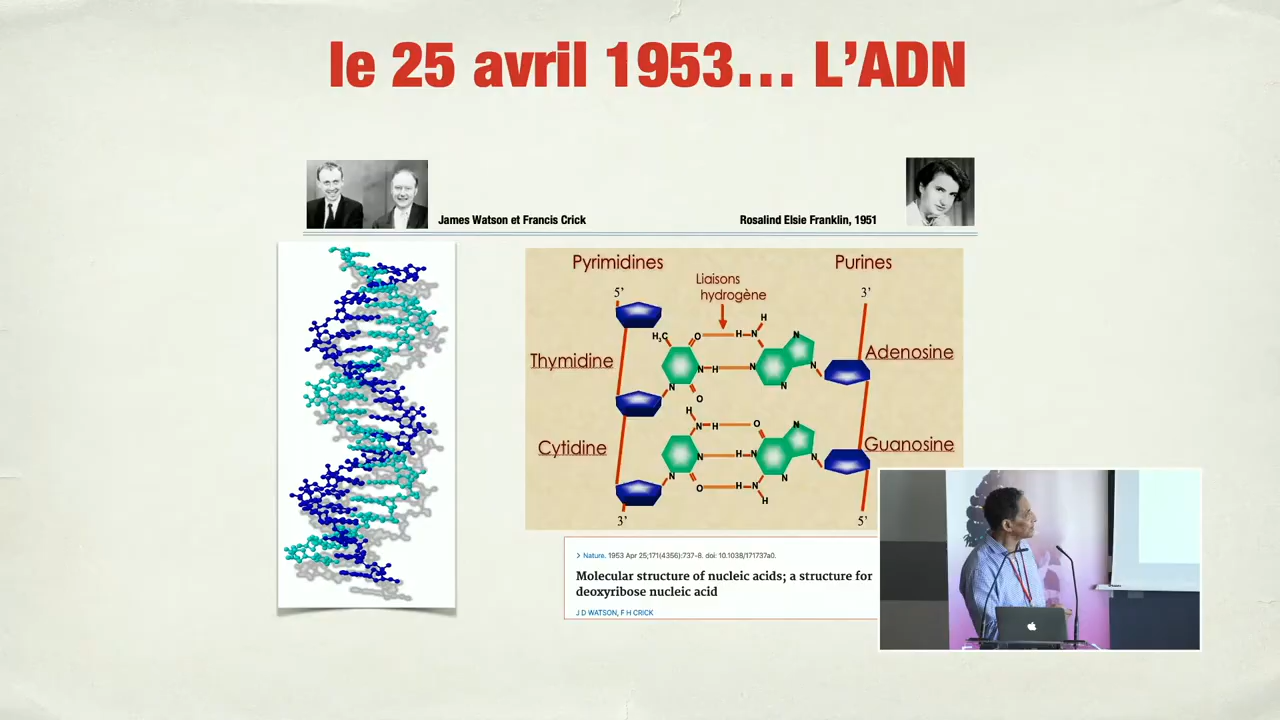 le 25 avril 1953… L’ADN
James Watson et Francis Crick
Rosalind Elsie Franklin, 1951
Pyrimidines
Purines
Liaisons
hydrogène
5’
3’
H
H₃C
O
H
N
N
Thymidine
Adenosine
N
H
N
N
N
N
O
H
N
H
O
N
Cytidine
Guanosine
N
H
N
N
N
N
O
H
N
H
3’
5’
> Nature. 1953 Apr 25;171(4356):737-8. doi: 10.1038/171737a0.
Molecular structure of nucleic acids; a structure for
deoxyribose nucleic acid
J D WATSON, F H CRICK